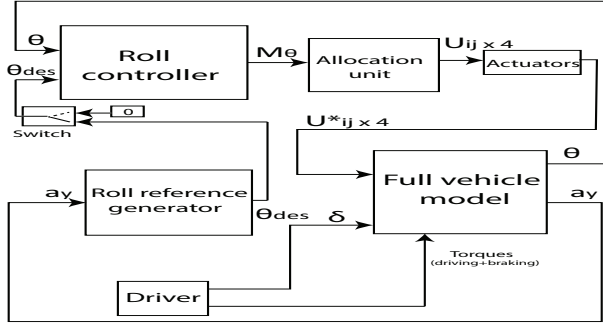 θ
Roll
controller
Mθ
Allocation
unit
Uij x 4
Actuators
θdes
0
Switch
U*ij x 4
ay
Roll reference
generator
θdes
δ
Full vehicle
model
θ
ay
Torques
(driving+braking)
Driver